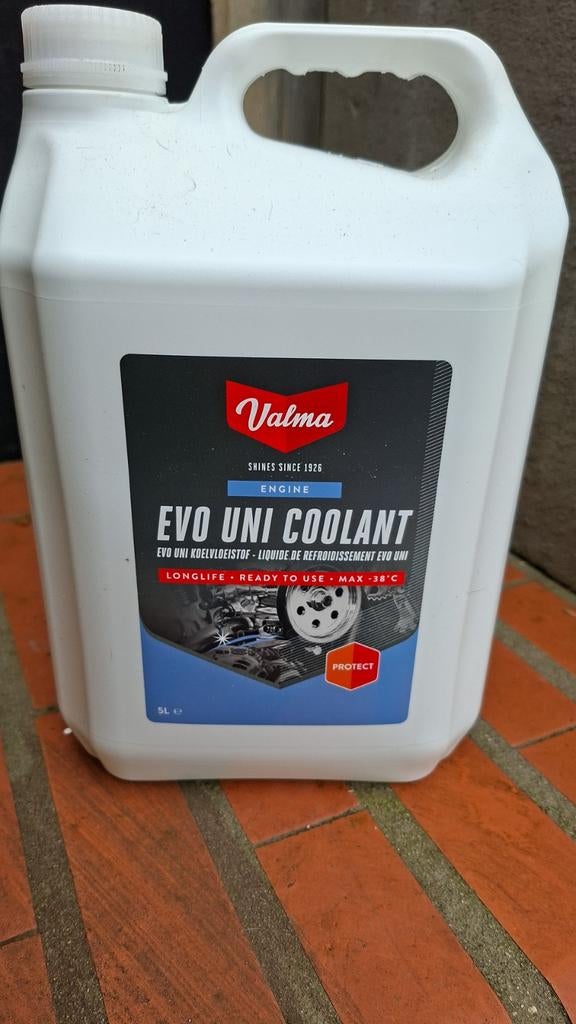 Valma
SHINES SINCE 1926
ENGINE
EVO UNI COOLANT
EVO UNI KOELVLOEISTOF - LIQUIDE DE REFROIDISSEMENT EVO UNI
LONGLIFE • READY TO USE • MAX -38°C
PROTECT
5L ℮